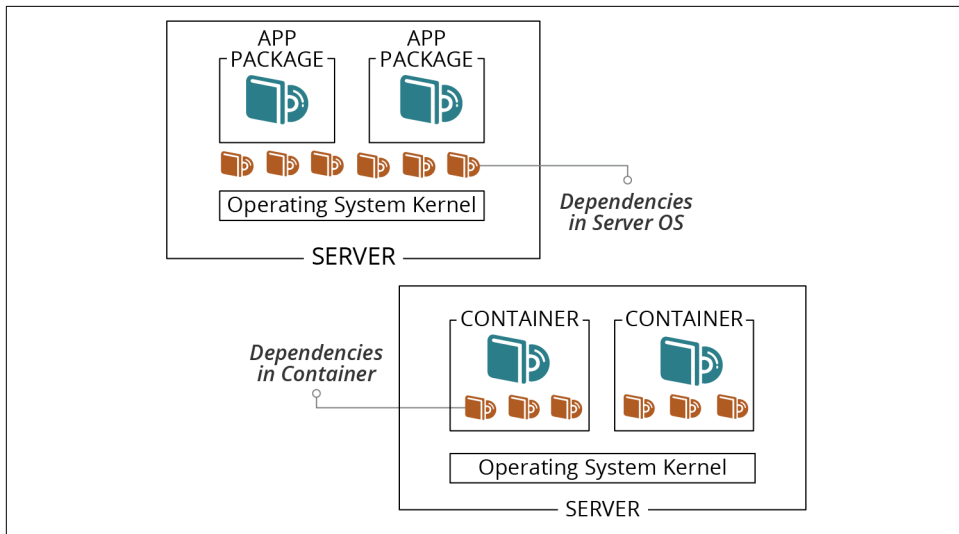 APP
PACKAGE
APP
PACKAGE
Operating System Kernel
SERVER
Dependencies
in Server OS
CONTAINER
CONTAINER
Dependencies
in Container
Operating System Kernel
SERVER